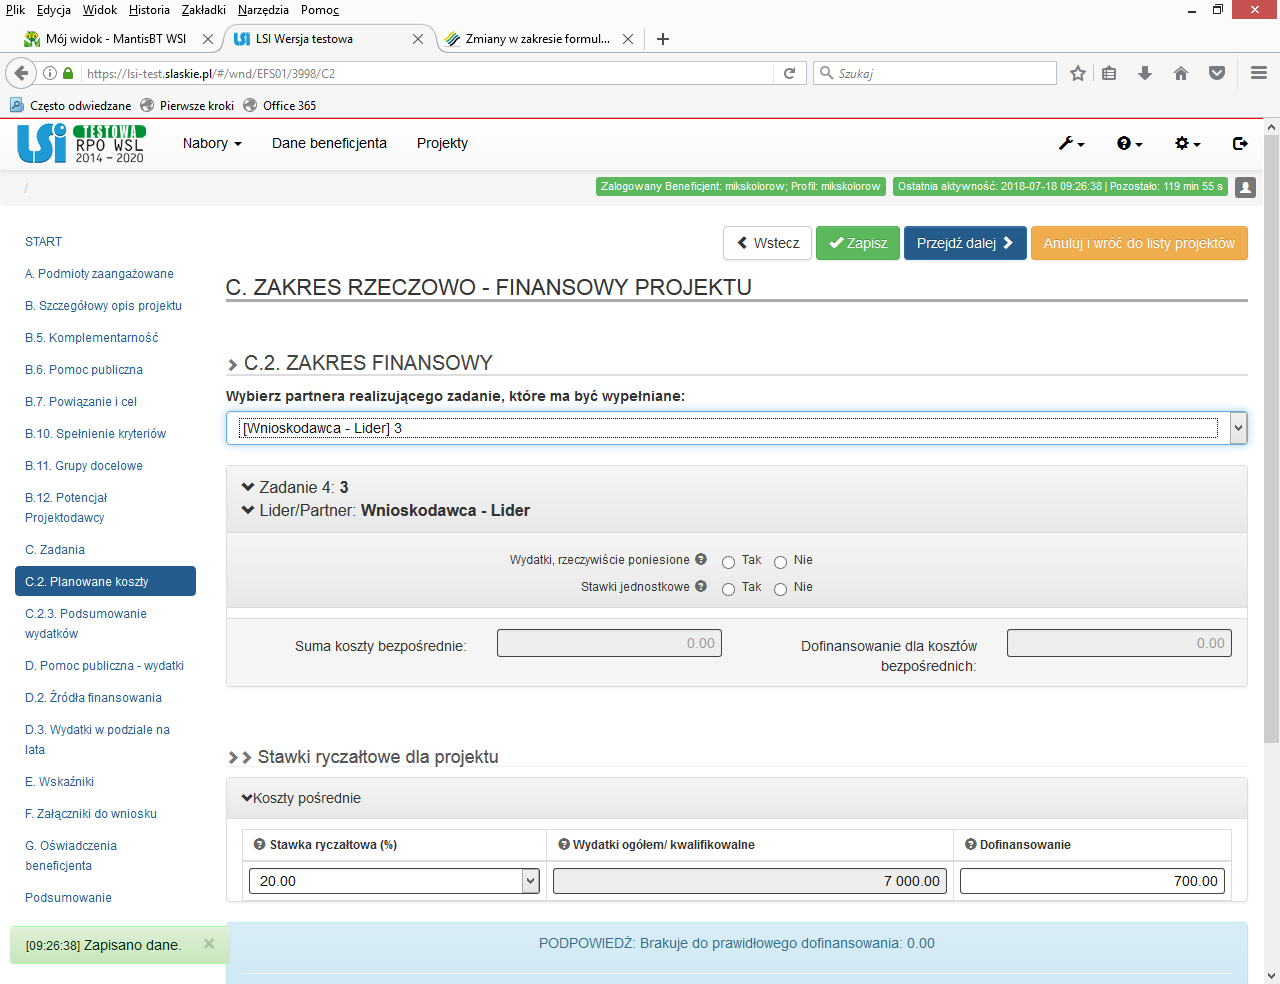 Plik Edycja Widok Historia Zakładki Narzędzia Pomoc
Mój widok - MantisBT WSI
LSI Wersja testowa
Zmiany w zakresie formul...
https://lsi-test.slaskie.pl/#/wnd/EFS01/3998/C2
Szukaj
Często odwiedzane Pierwsze kroki Office 365
LSI TESTOWA
RPO WSL
2014 – 2020
Nabory Dane beneficjenta Projekty
/
Zalogowany Beneficjent: mikskolorow; Profil: mikskolorow
Ostatnia aktywność: 2018-07-18 09:26:38 | Pozostało: 119 min 55 s
Wstecz Zapisz Przejdź dalej Anuluj i wróć do listy projektów
START
A. Podmioty zaangażowane
B. Szczegółowy opis projektu
B.5. Komplementarność
B.6. Pomoc publiczna
B.7. Powiązanie i cel
B.10. Spełnienie kryteriów
B.11. Grupy docelowe
B.12. Potencjał
Projektodawcy
C. Zadania
C.2. Planowane koszty
C.2.3. Podsumowanie
wydatków
D. Pomoc publiczna - wydatki
D.2. Źródła finansowania
D.3. Wydatki w podziale na
lata
E. Wskaźniki
F. Załączniki do wniosku
G. Oświadczenia
beneficjenta
Podsumowanie
[09:26:38] Zapisano dane. ×
C. ZAKRES RZECZOWO - FINANSOWY PROJEKTU
C.2. ZAKRES FINANSOWY
Wybierz partnera realizującego zadanie, które ma być wypełniane:
[Wnioskodawca - Lider] 3
Zadanie 4: 3
Lider/Partner: Wnioskodawca - Lider
Wydatki, rzeczywiście poniesione Tak Nie
Stawki jednostkowe Tak Nie
Suma koszty bezpośrednie: 0.00
Dofinansowanie dla kosztów
bezpośrednich: 0.00
Stawki ryczałtowe dla projektu
Koszty pośrednie
Stawka ryczałtowa (%) Wydatki ogółem/ kwalifikowalne Dofinansowanie
20.00 7 000.00 700.00
PODPOWIEDŹ: Brakuje do prawidłowego dofinansowania: 0.00